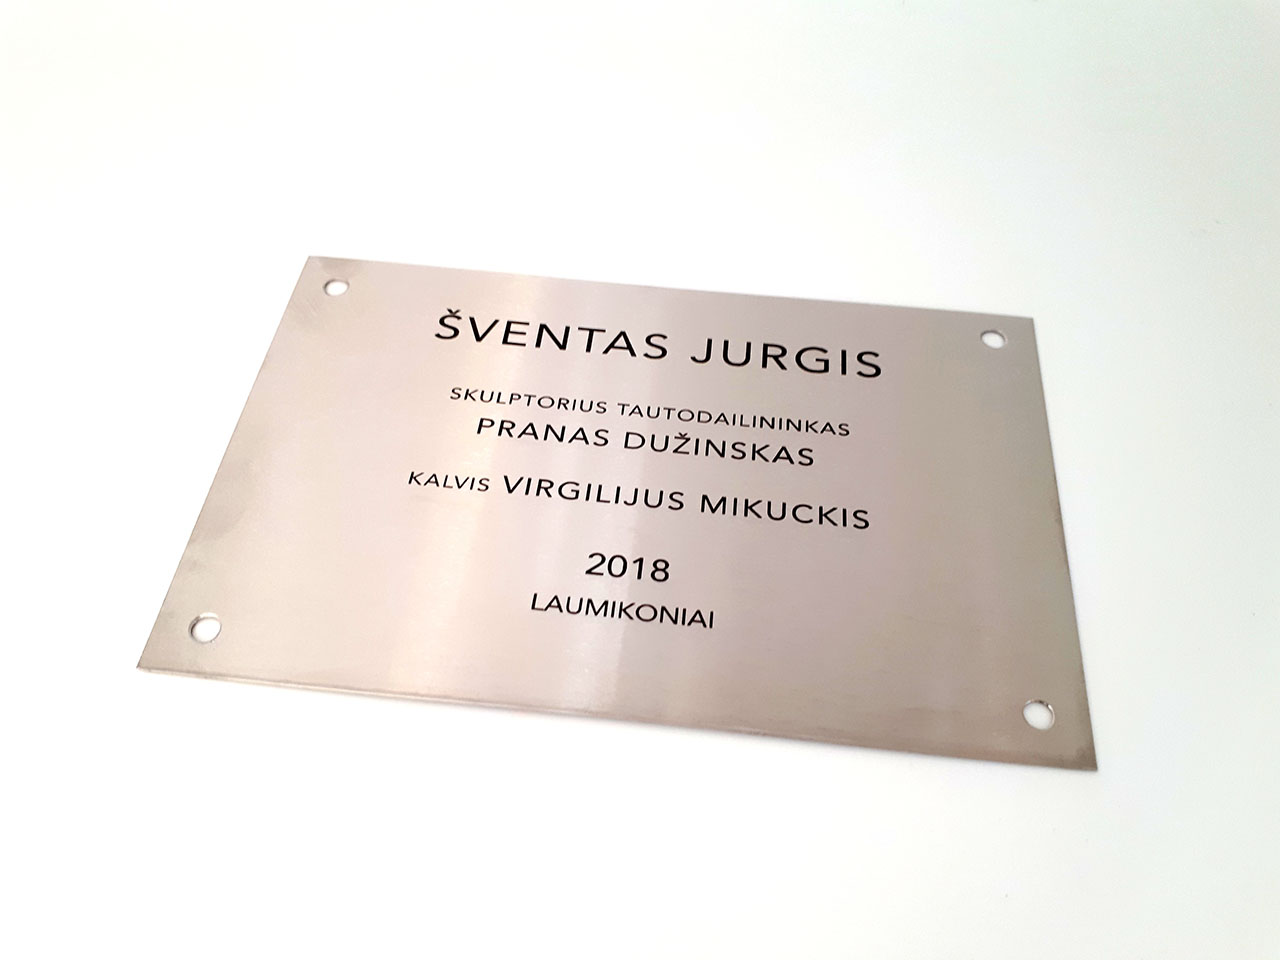 ŠVENTAS JURGIS
SKULPTORIUS TAUTODAILININKAS
PRANAS DUŽINSKAS
KALVIS VIRGILIJUS MIKUCKIS
2018
LAUMIKONIAI